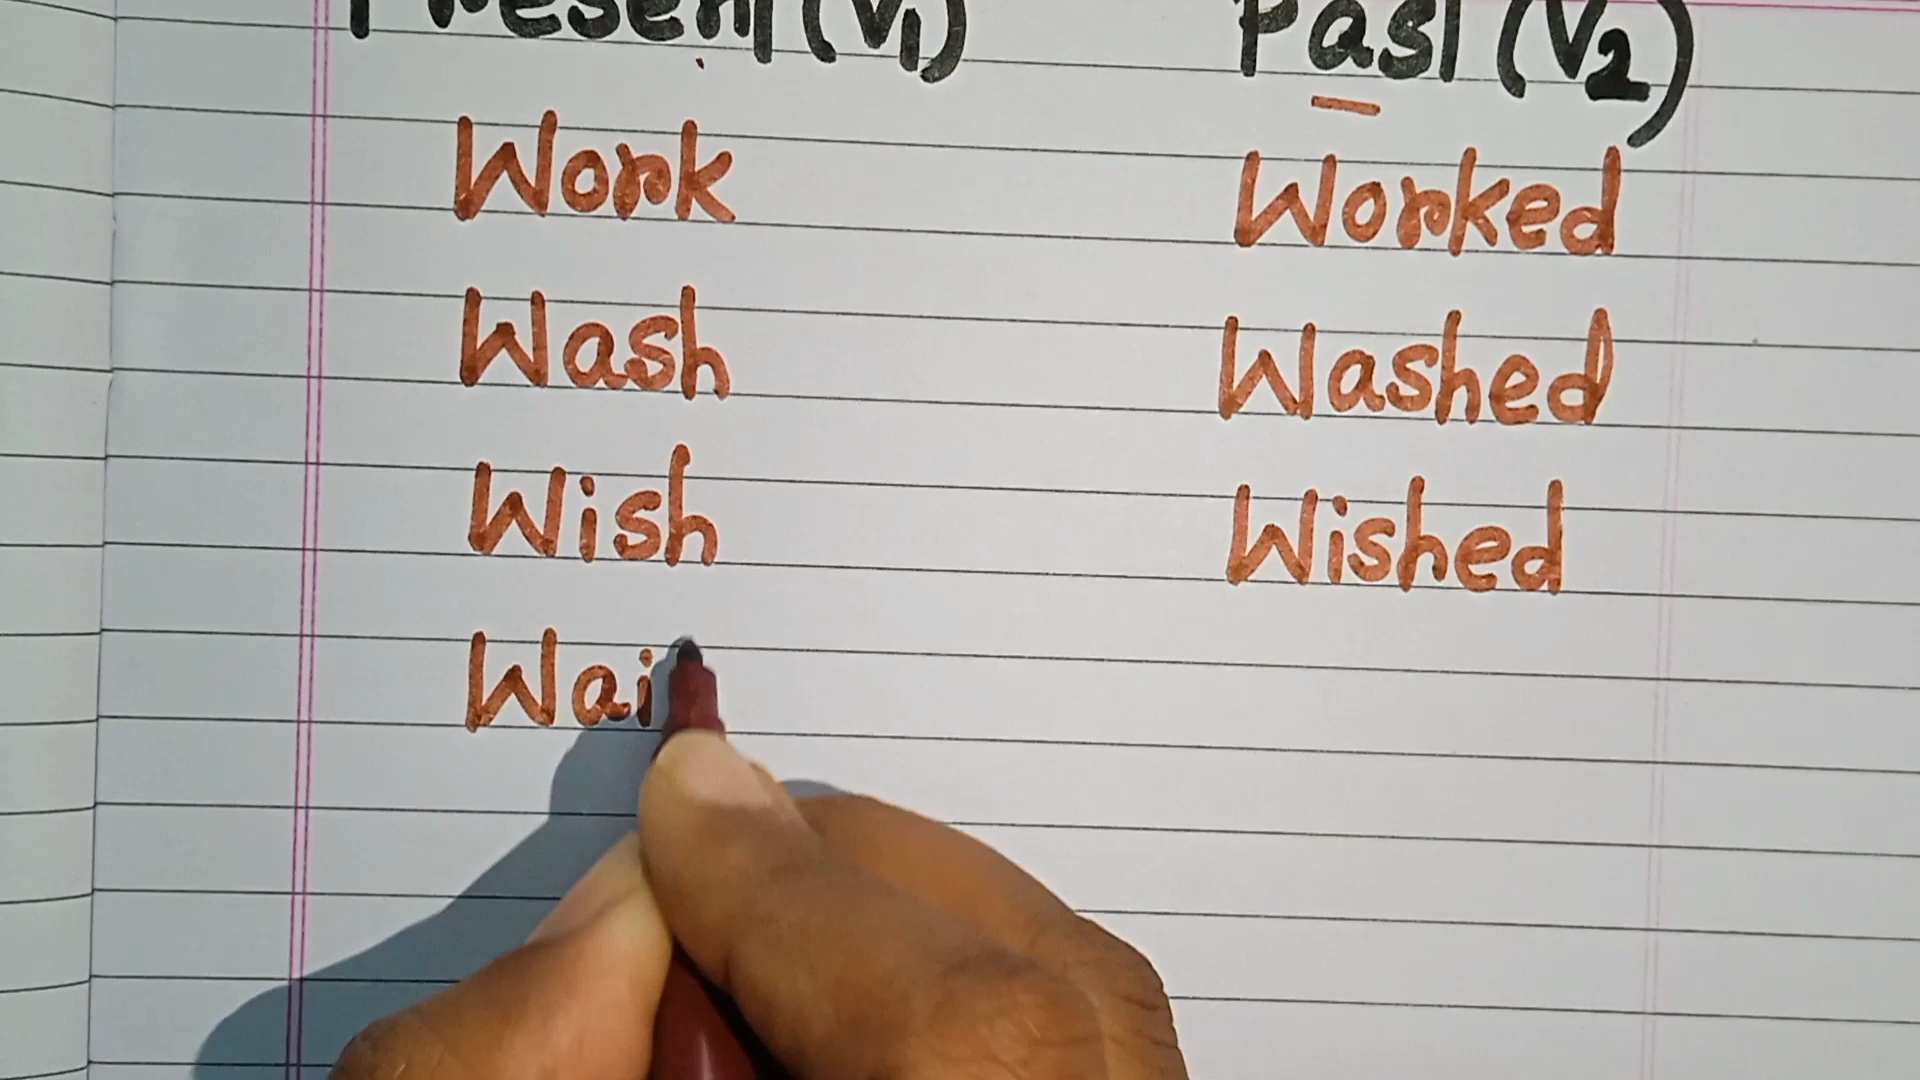 Present (V1) Past (V2)
Work Worked
Wash Washed
Wish Wished
Wai